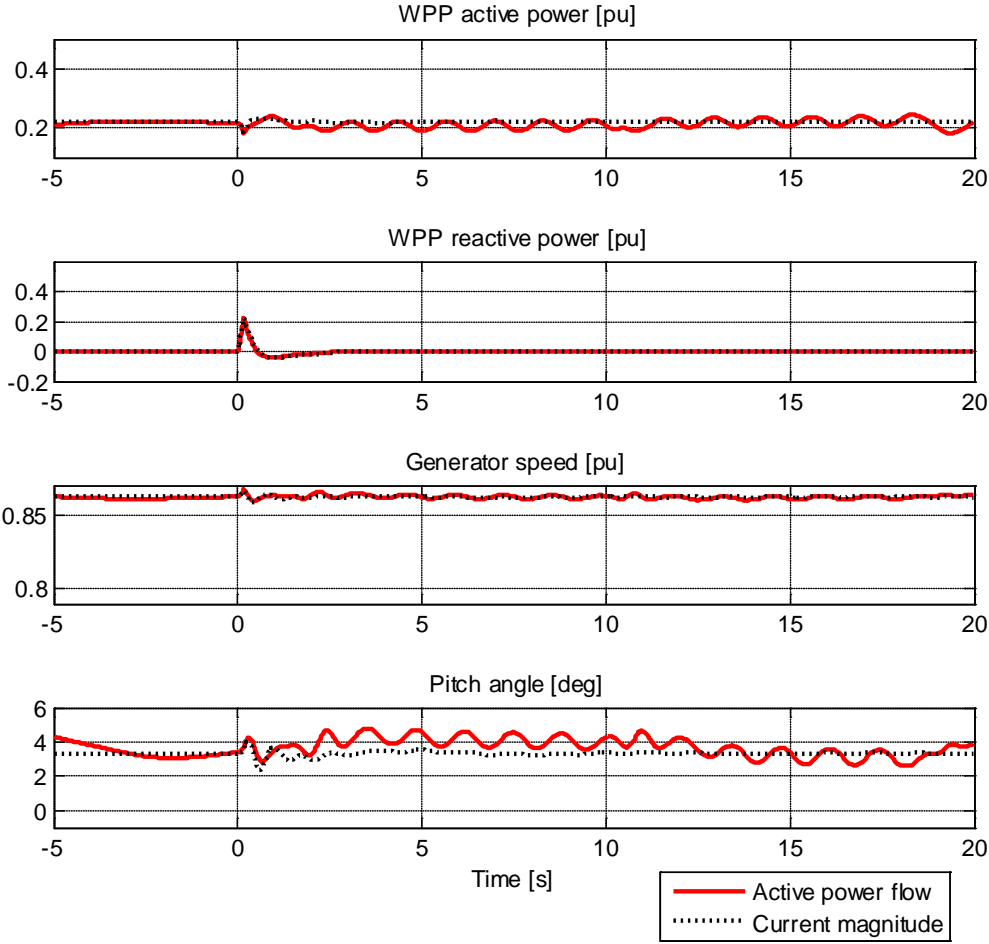 WPP active power [pu]
0.4
0.2
-5 0 5 10 15 20
WPP reactive power [pu]
0.4
0.2
0
-0.2
-5 0 5 10 15 20
Generator speed [pu]
0.85
0.8
-5 0 5 10 15 20
Pitch angle [deg]
6
4
2
0
-5 0 5 10 15 20
Time [s]
Active power flow
Current magnitude